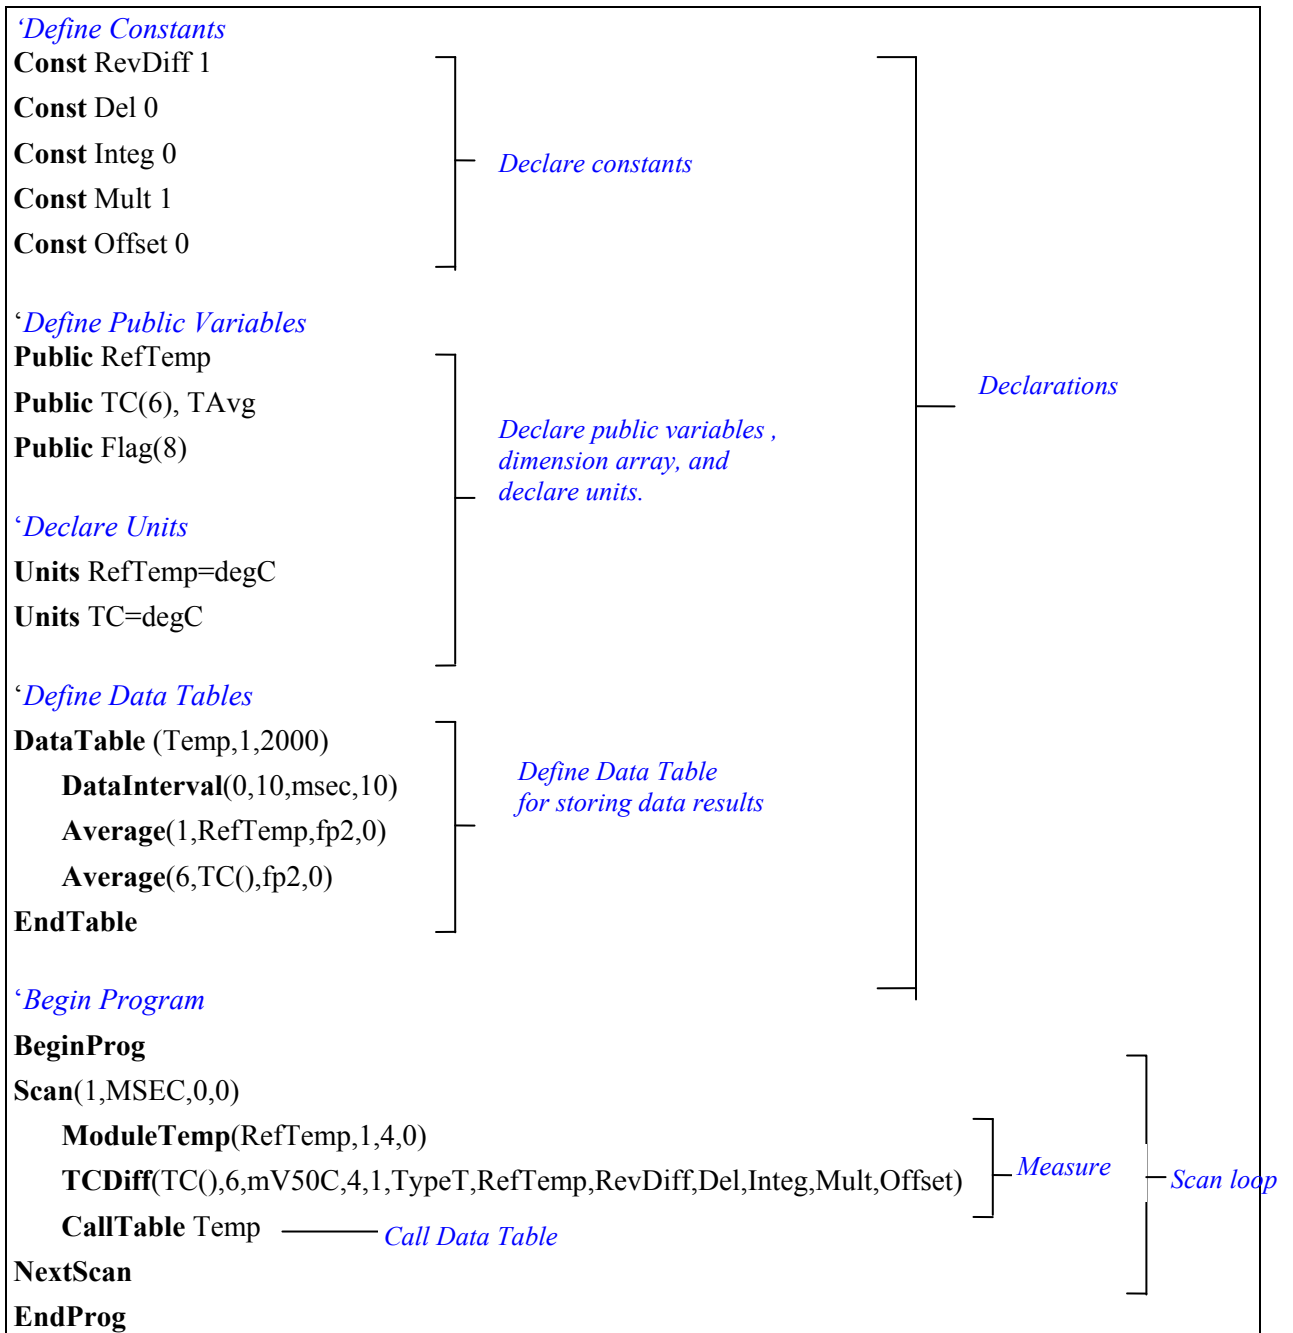 ‘Define Constants
Const RevDiff 1
Const Del 0
Const Integ 0
Const Mult 1
Const Offset 0
Declare constants
‘Define Public Variables
Public RefTemp
Public TC(6), TAvg
Public Flag(8)
Declare public variables ,
dimension array, and
declare units.
‘Declare Units
Units RefTemp=degC
Units TC=degC
‘Define Data Tables
DataTable (Temp,1,2000)
DataInterval(0,10,msec,10)
Average(1,RefTemp,fp2,0)
Average(6,TC(),fp2,0)
EndTable
Define Data Table
for storing data results
Declarations
‘Begin Program
BeginProg
Scan(1,MSEC,0,0)
ModuleTemp(RefTemp,1,4,0)
TCDiff(TC(),6,mV50C,4,1,TypeT,RefTemp,RevDiff,Del,Integ,Mult,Offset)
Measure
CallTable Temp
Call Data Table
Scan loop
NextScan
EndProg